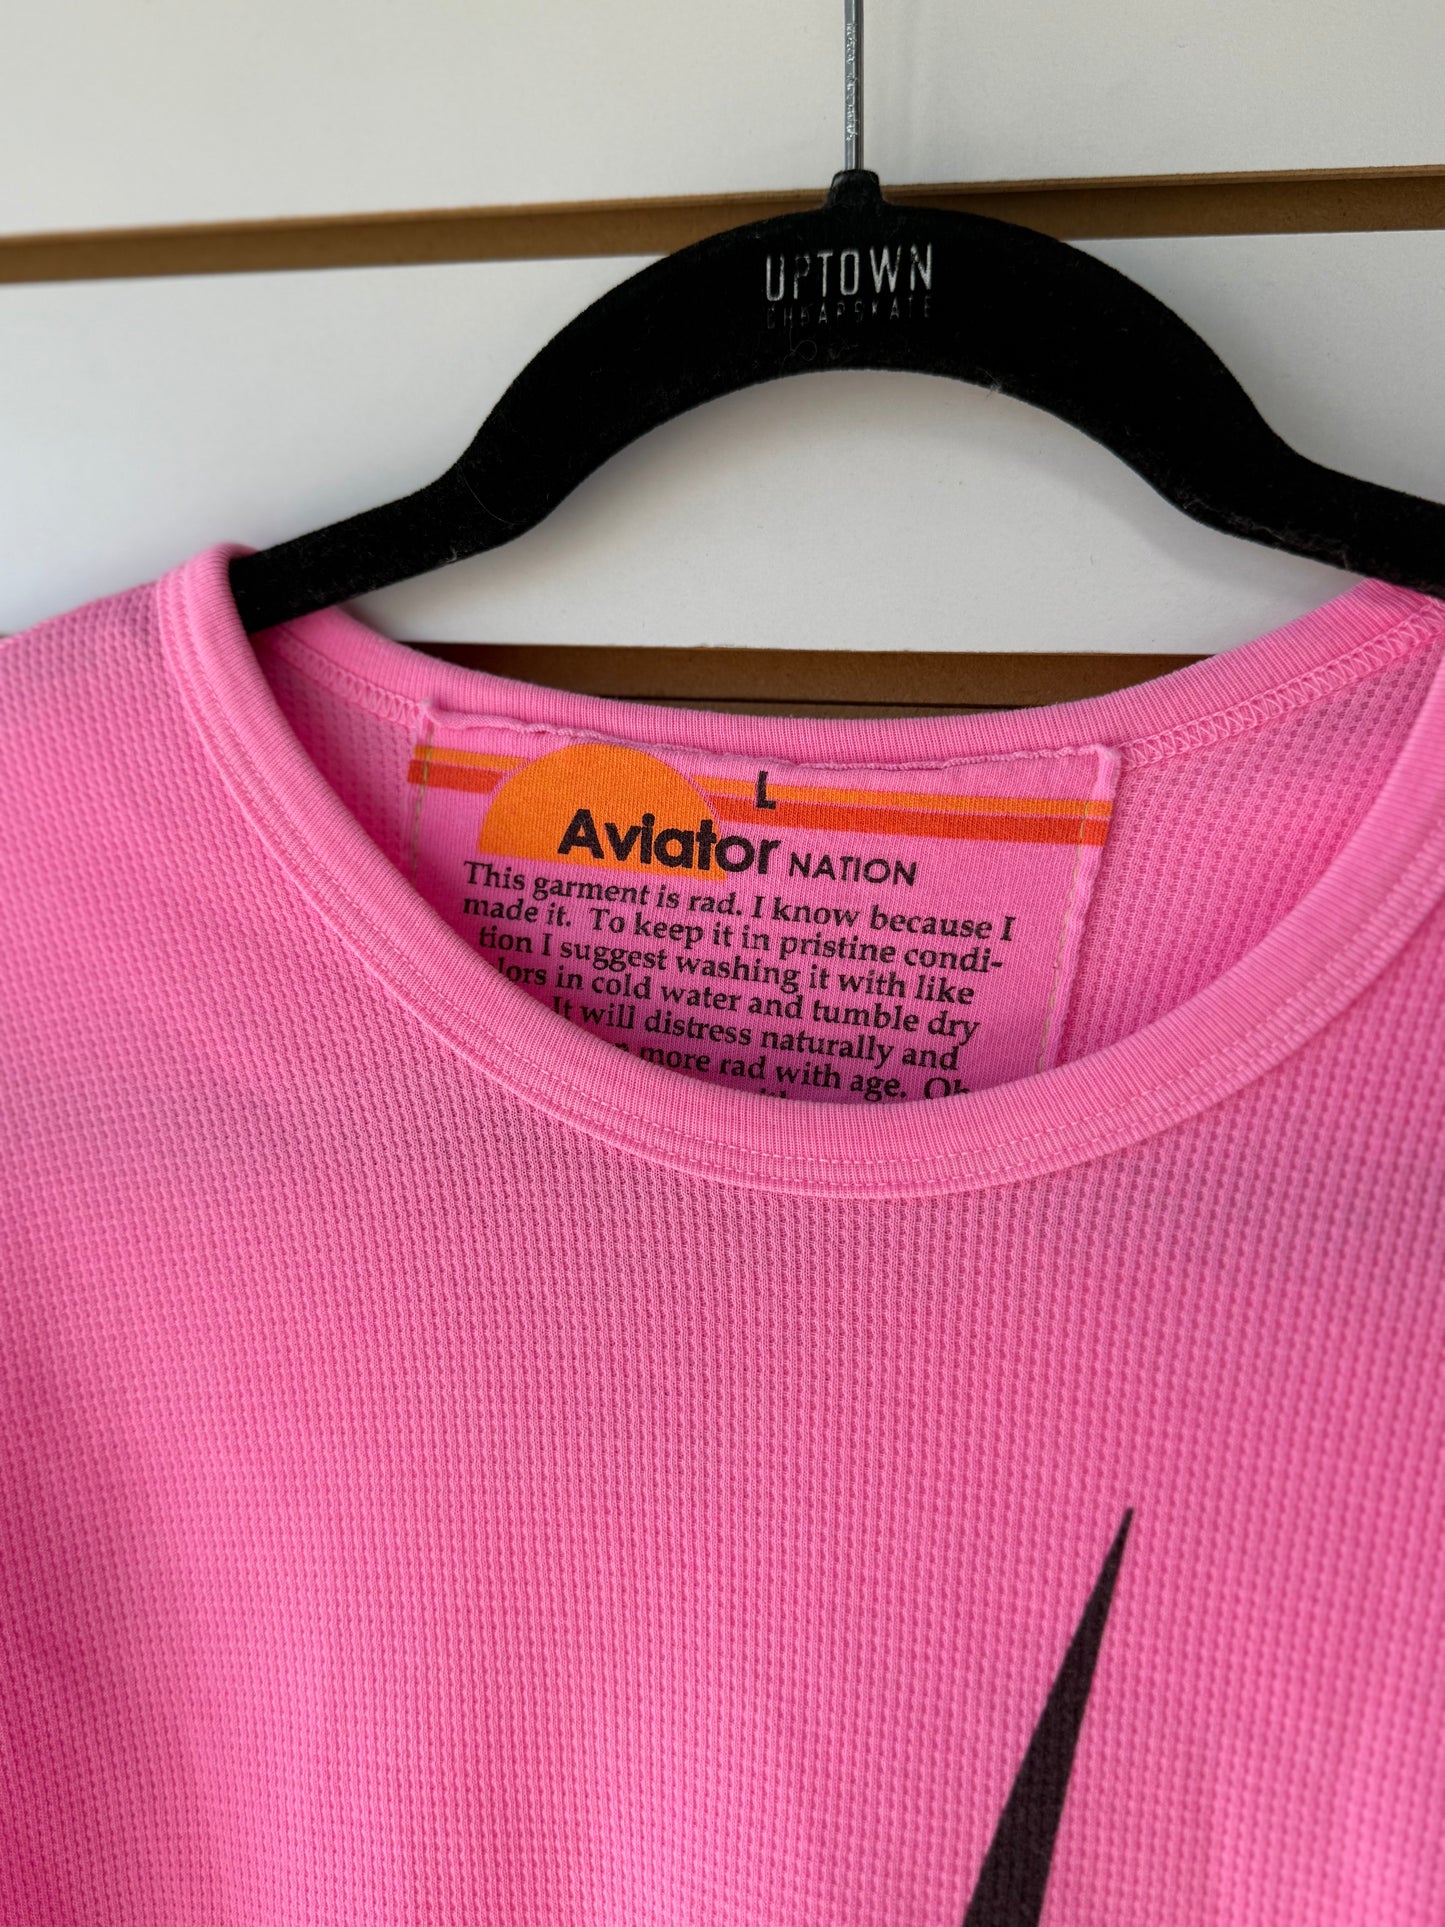 UPTOWN
CHEAPSKATE
L
Aviator NATION
This garment is rad. I know because I
made it. To keep it in pristine condi-
tion I suggest washing it with like
lors in cold water and tumble dry
It will distress naturally and
more rad with age. Oh